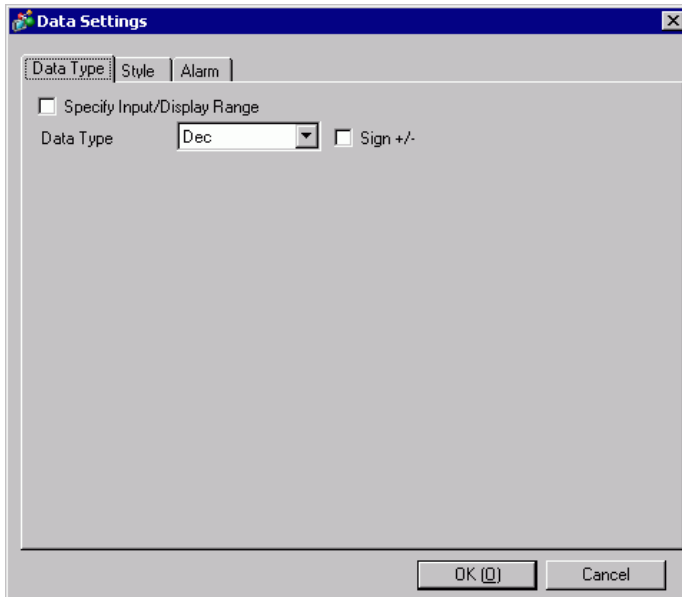 Data Settings
Data Type Style Alarm
Specify Input/Display Range
Data Type Dec Sign +/-
OK (O) Cancel